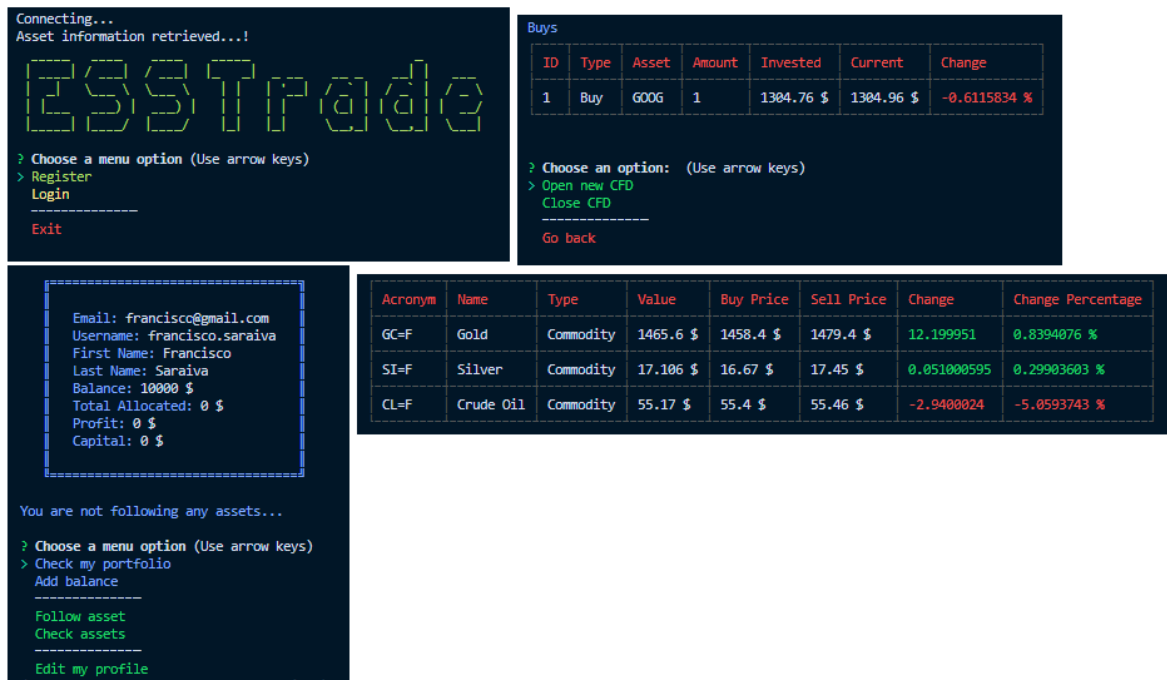 Connecting...
Asset information retrieved...!
ESSTrade
? Choose a menu option (Use arrow keys)
> Register
Login
--------------
Exit
Buys
ID Type Asset Amount Invested Current Change
1 Buy GOOG 1 1304.76 $ 1304.96 $ -0.6115834 %
? Choose an option: (Use arrow keys)
> Open new CFD
Close CFD
--------------
Go back
Email: franciscc@gmail.com
Username: francisco.saraiva
First Name: Francisco
Last Name: Saraiva
Balance: 10000 $
Total Allocated: 0 $
Profit: 0 $
Capital: 0 $
You are not following any assets...
? Choose a menu option (Use arrow keys)
> Check my portfolio
Add balance
--------------
Follow asset
Check assets
--------------
Edit my profile
Acronym Name Type Value Buy Price Sell Price Change Change Percentage
GC=F Gold Commodity 1465.6 $ 1458.4 $ 1479.4 $ 12.199951 0.8394076 %
SI=F Silver Commodity 17.106 $ 16.67 $ 17.45 $ 0.051000595 0.29903603 %
CL=F Crude Oil Commodity 55.17 $ 55.4 $ 55.46 $ -2.9400024 -5.0593743 %